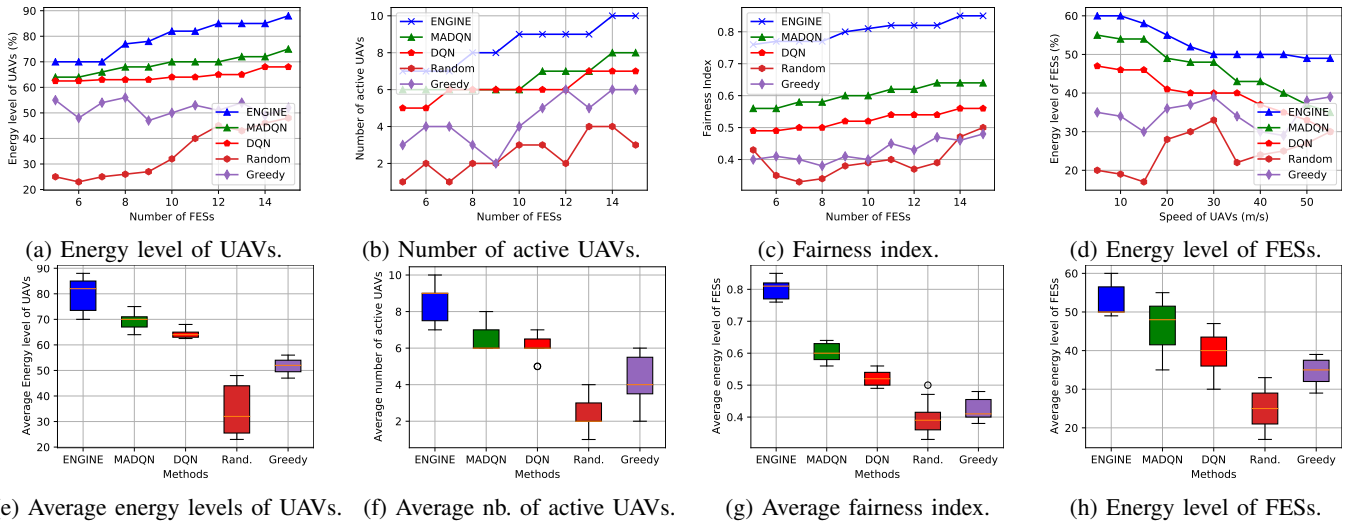 Energy level of UAVs (%)
90
80
70
60
50
40
30
20
6 8 10 12 14
Number of FESs
ENGINE
MADQN
DQN
Random
Greedy
(a) Energy level of UAVs.
Number of active UAVs
10
8
6
4
2
6 8 10 12 14
Number of FESs
ENGINE
MADQN
DQN
Random
Greedy
(b) Number of active UAVs.
Fairness Index
0.8
0.7
0.6
0.5
0.4
6 8 10 12 14
Number of FESs
ENGINE
MADQN
DQN
Random
Greedy
(c) Fairness index.
Energy level of FESs (%)
60
50
40
30
20
10 20 30 40 50
Speed of UAVs (m/s)
ENGINE
MADQN
DQN
Random
Greedy
(d) Energy level of FESs.
Average Energy level of UAVs
90
80
70
60
50
40
30
20
ENGINE MADQN DQN Rand. Greedy
Methods
e) Average energy levels of UAVs.
Average number of active UAVs
10
8
6
4
2
ENGINE MADQN DQN Rand. Greedy
Methods
(f) Average nb. of active UAVs.
Average energy level of FESs
0.8
0.7
0.6
0.5
0.4
ENGINE MADQN DQN Rand. Greedy
Methods
(g) Average fairness index.
Average energy level of FESs
60
50
40
30
20
ENGINE MADQN DQN Rand. Greedy
Methods
(h) Energy level of FESs.